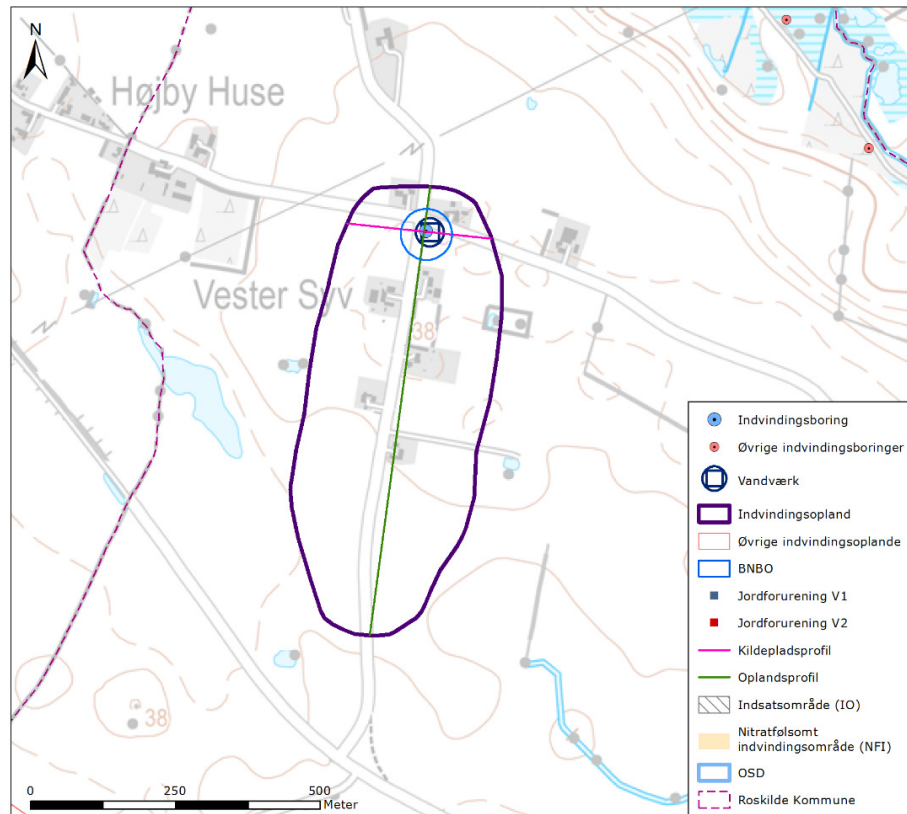 N
Højby Huse
Vester Syv
38
38
Indvindingsboring
Øvrige indvindingsboringer
Vandværk
Indvindingsopland
Øvrige indvindingsoplande
BNBO
Jordforurening V1
Jordforurening V2
Kildepladsprofil
Oplandsprofil
Indsatsområde (IO)
Nitratfølsomt
indvindingsområde (NFI)
OSD
Roskilde Kommune
0 250 500
Meter